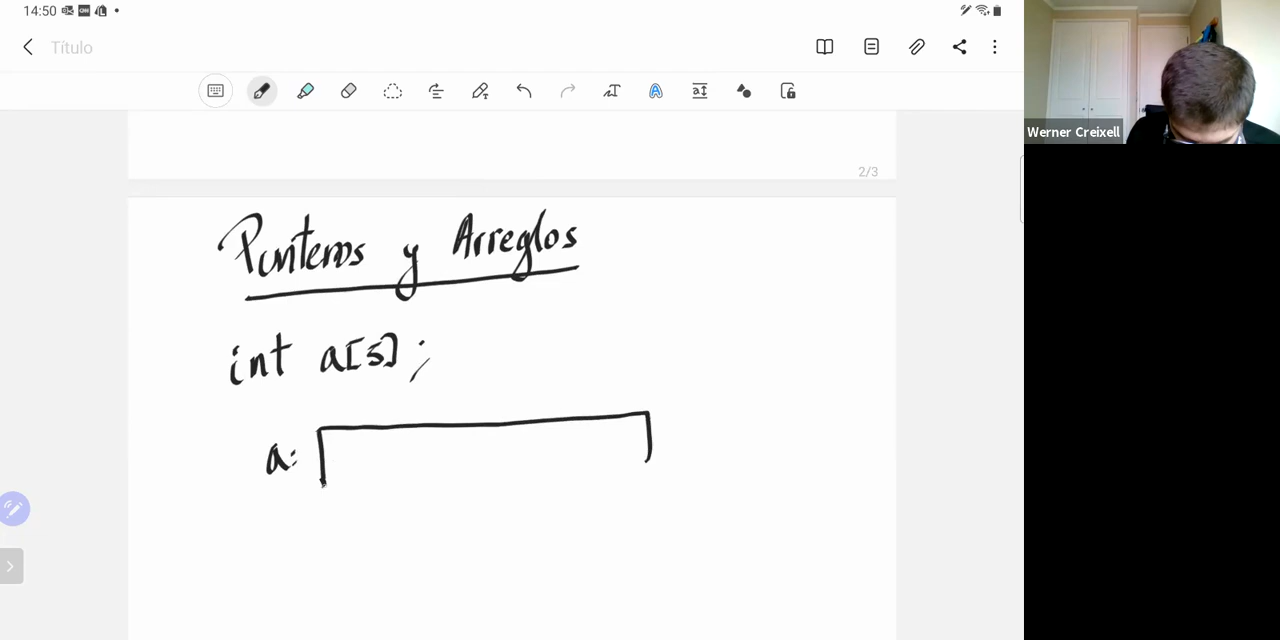 14:50
Título
2/3
Werner Creixell
Punteros y Arreglos
int a[5];
a: